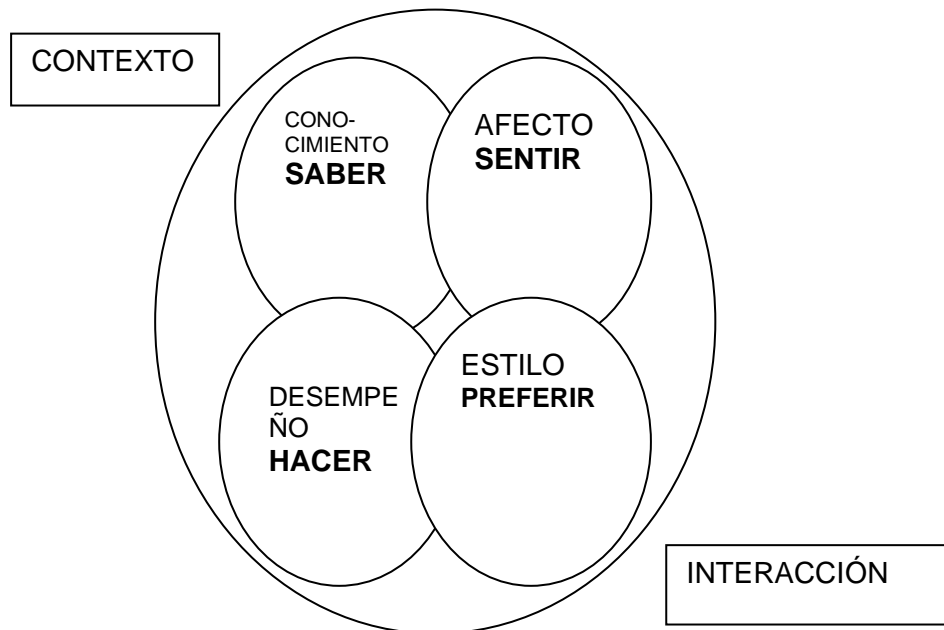 CONTEXTO
CONO-
CIMIENTO
SABER
AFECTO
SENTIR
DESEMPE
ÑO
HACER
ESTILO
PREFERIR
INTERACCIÓN